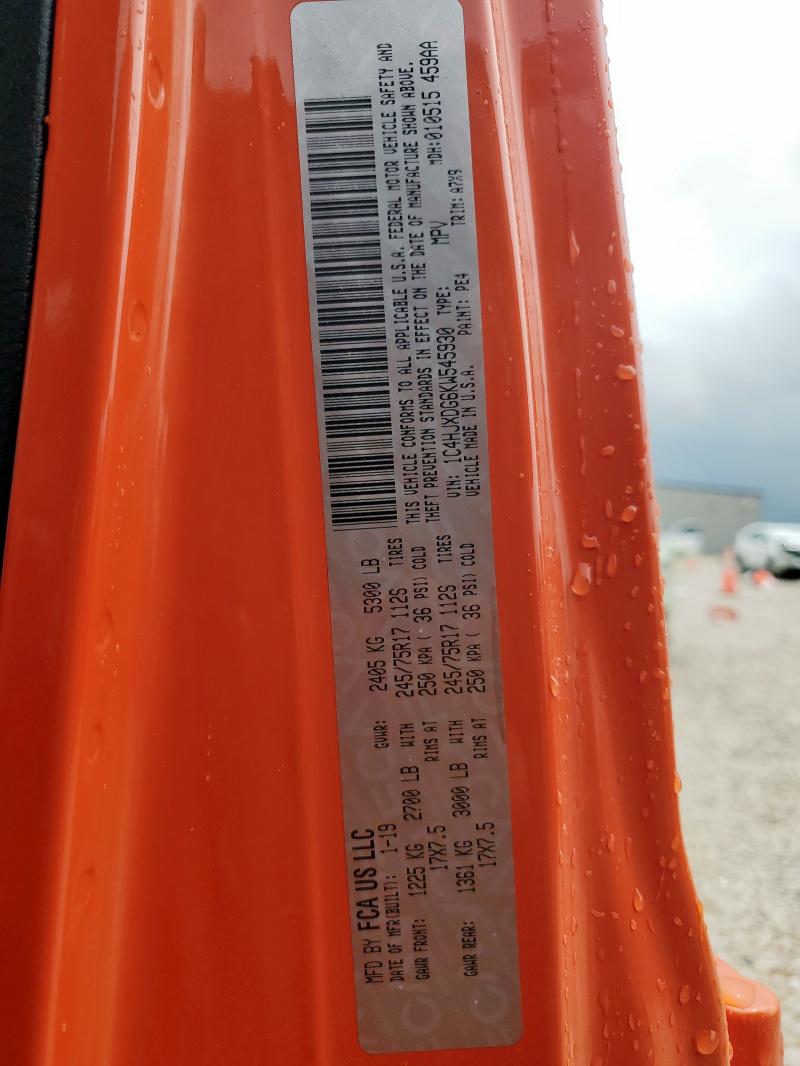 MFD BY FCA US LLC
DATE OF MFR(BUILT): 1-19 GVWR: 2405 KG 5300 LB
GAWR FRONT: 1225 KG 2700 LB WITH 245/75R17 112S TIRES
17X7.5 RIMS AT 250 KPA ( 36 PSI) COLD
GAWR REAR: 1361 KG 3000 LB WITH 245/75R17 112S TIRES
17X7.5 RIMS AT 250 KPA ( 36 PSI) COLD
THIS VEHICLE CONFORMS TO ALL APPLICABLE U.S.A. FEDERAL MOTOR VEHICLE SAFETY AND
THEFT PREVENTION STANDARDS IN EFFECT ON THE DATE OF MANUFACTURE SHOWN ABOVE.
VIN: 1C4HJXDG6KW545930 TYPE: MPV MDH:010515 459AA
VEHICLE MADE IN U.S.A. PAINT: PE4 TRIM: A7X9